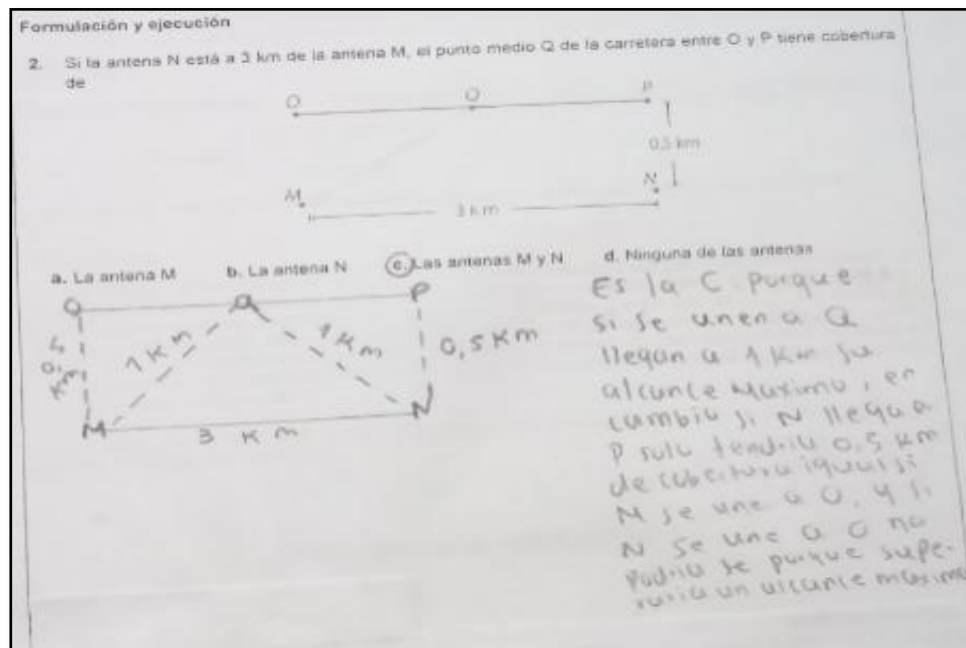 Formulación y ejecución
2. Si la antena N está a 3 km de la antena M, el punto medio Q de la carretera entre O y P tiene cobertura
de
O Q P
0,5 km
M N
3 km
a. La antena M b. La antena N c. Las antenas M y N d. Ninguna de las antenas
O Q P
1 Km 1 Km 0,5 Km
0,5
Km
M N
3 Km
Es la C porque
si se unen a Q
llegan a 1 Km su
alcance maximo, en
cambio si N llega a
P solo tendria 0,5 km
de cobertura igual si
M se une a O, y si
N se une a O no
podria se porque supe-
raria un alcance maximo